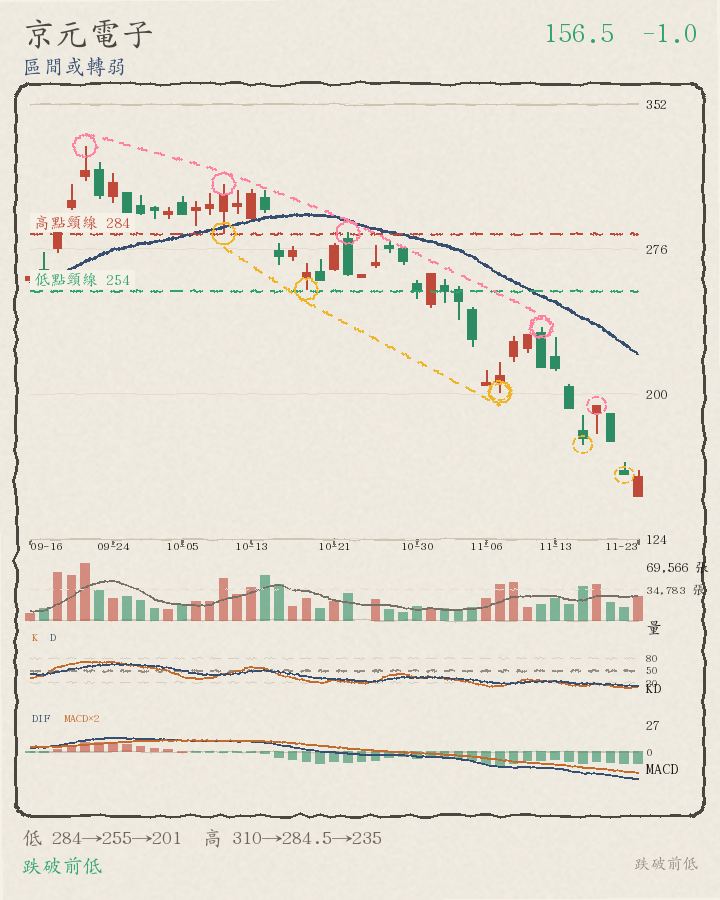 京元電子 156.5 -1.0
區間或轉弱
352
高點頸線 284
276
低點頸線 254
200
124
09-16 09-24 10-05 10-13 10-21 10-30 11-06 11-13 11-23
69,566 張
34,783 張
量
K D
80
50
20
KD
DIF MACD×2
27
0
MACD
低 284→255→201 高 310→284.5→235
跌破前低 跌破前低